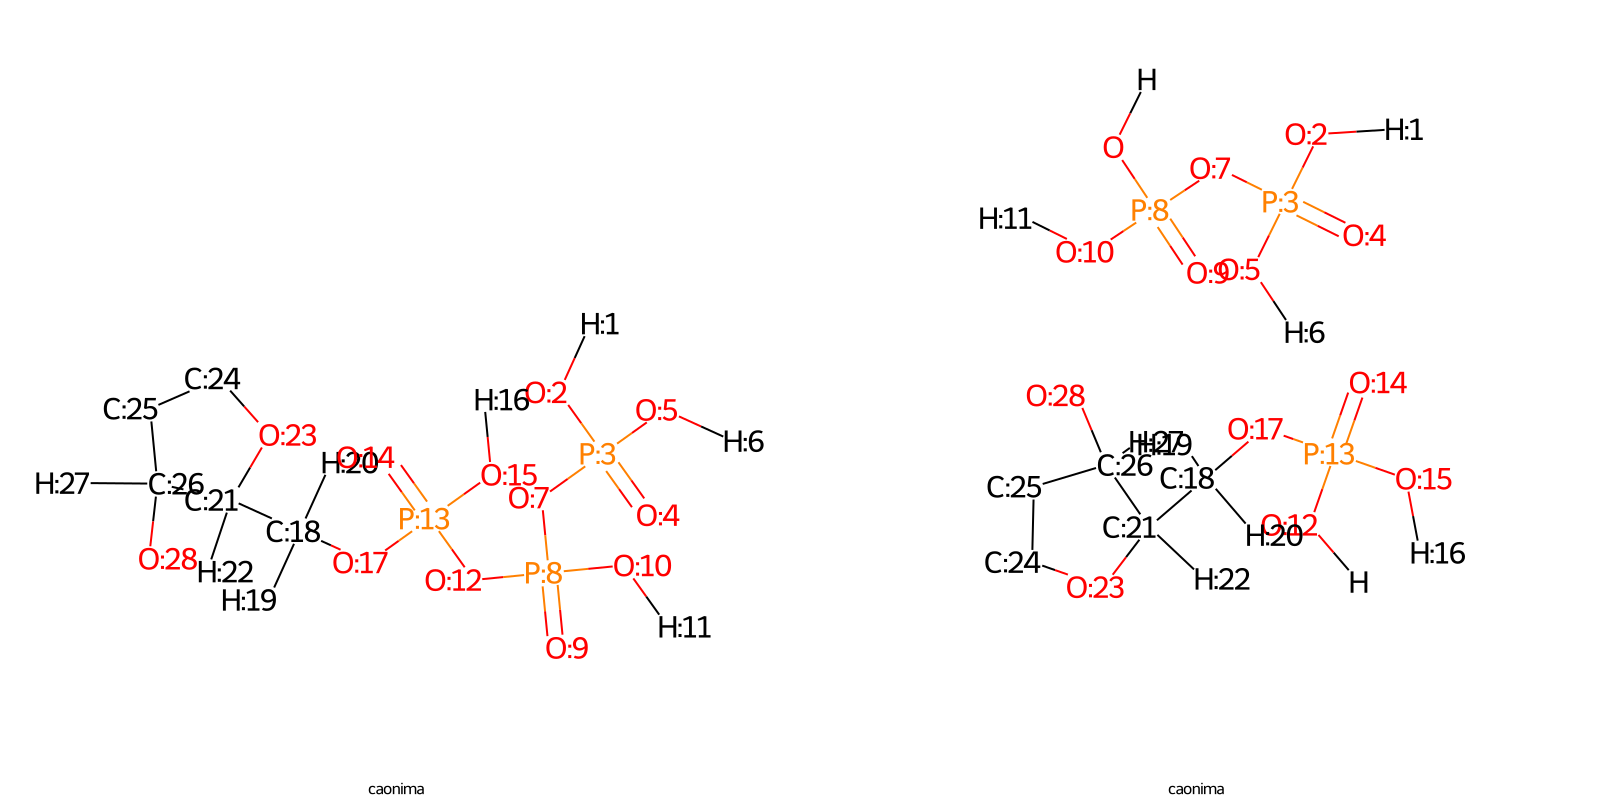 H
O:2 H:1
O
O:7
P:8 P:3
H:11
O:4
O:10
O:9 O:5
H:1
H:6
C:24 O:14
O:28
H:16 O:2
C:25 O:5
O:23 O:17
H:6 H:27 H:19
H:20 O:14 P:3 P:13
C:26
O:15 C:18 O:15
H:27 C:26 C:25
C:21 O:7
O:4
P:13 O:12
C:21
C:18 H:20
H:16
O:28 O:17 O:10 C:24
H:22 O:12 P:8 H:22 H
O:23
H:19
H:11
O:9
caonima caonima